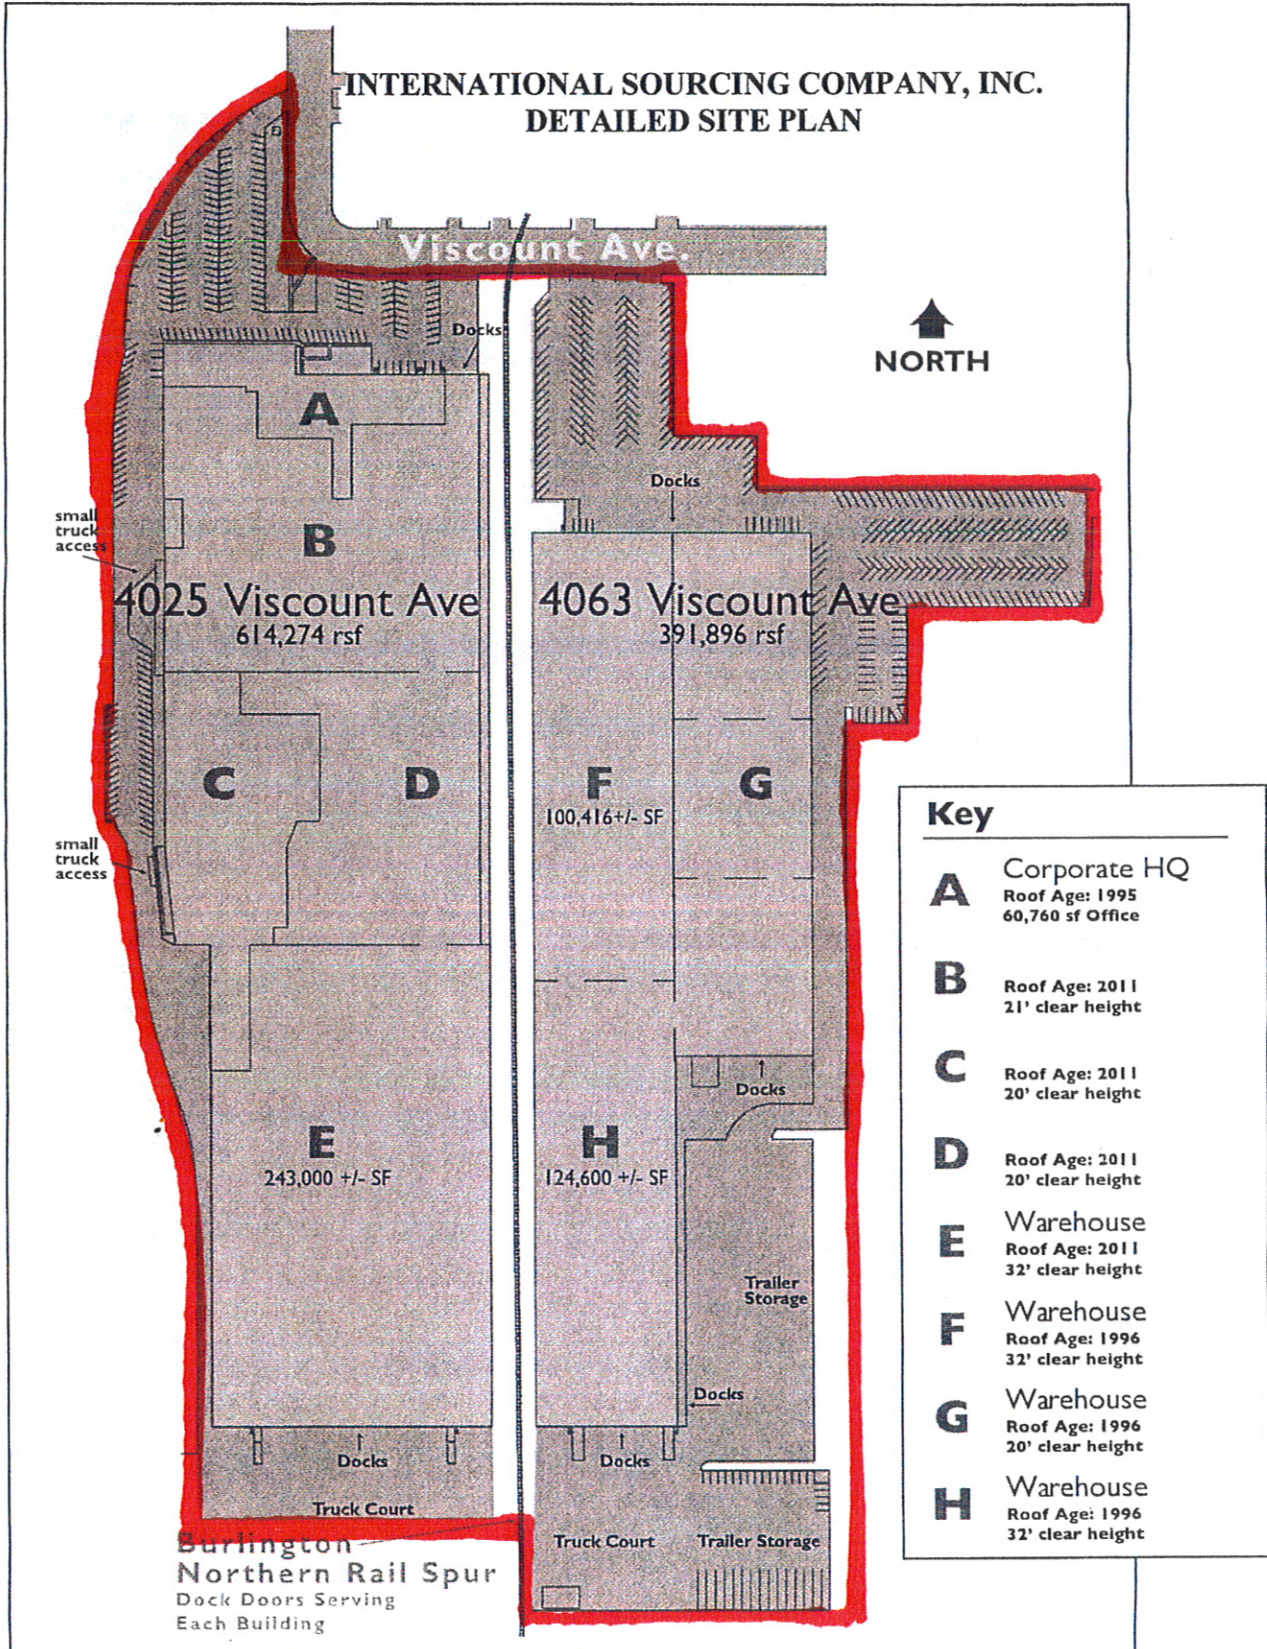 INTERNATIONAL SOURCING COMPANY, INC.
DETAILED SITE PLAN
Viscount Ave.
NORTH
Docks
A
Docks
small
truck
access
B
4025 Viscount Ave
614,274 rsf
4063 Viscount Ave
391,896 rsf
C
D
F
100,416+/- SF
G
small
truck
access
Docks
E
243,000 +/- SF
H
124,600 +/- SF
Trailer
Storage
Docks
Docks
Docks
Truck Court
Truck Court
Trailer Storage
Burlington
Northern Rail Spur
Dock Doors Serving
Each Building
Key
A
Corporate HQ
Roof Age: 1995
60,760 sf Office
B
Roof Age: 2011
21' clear height
C
Roof Age: 2011
20' clear height
D
Roof Age: 2011
20' clear height
E
Warehouse
Roof Age: 2011
32' clear height
F
Warehouse
Roof Age: 1996
32' clear height
G
Warehouse
Roof Age: 1996
20' clear height
H
Warehouse
Roof Age: 1996
32' clear height